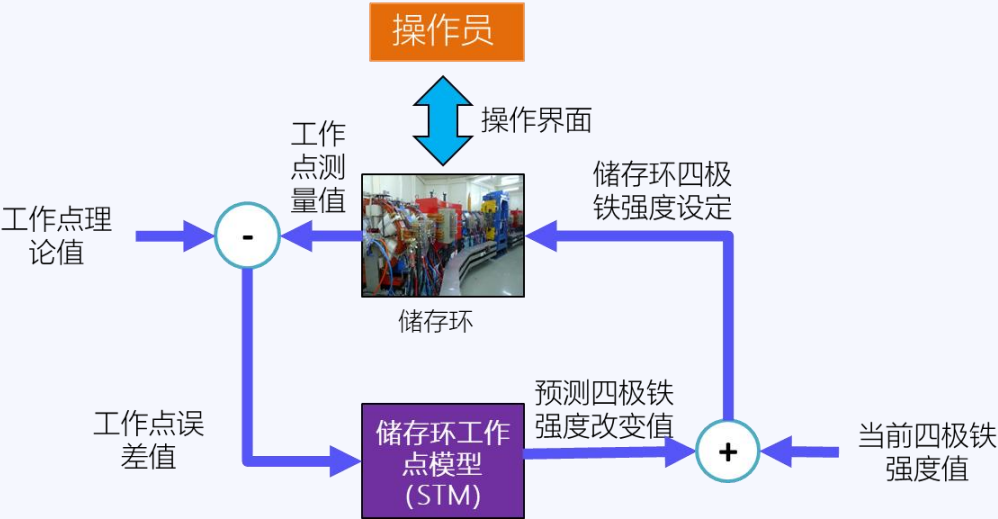 操作员
操作界面
工作
点测
量值
储存环四极
铁强度设定
工作点理
论值
-
储存环
预测四极铁
强度改变值
工作点误
差值
储存环工作
点模型
(STM)
+
当前四极铁
强度值